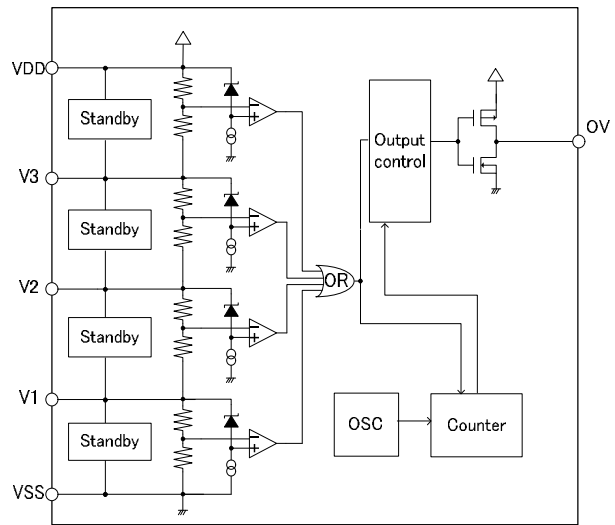 VDD
Standby
V3
Standby
V2
Standby
V1
Standby
VSS
OR
Output
control
OV
OSC
Counter